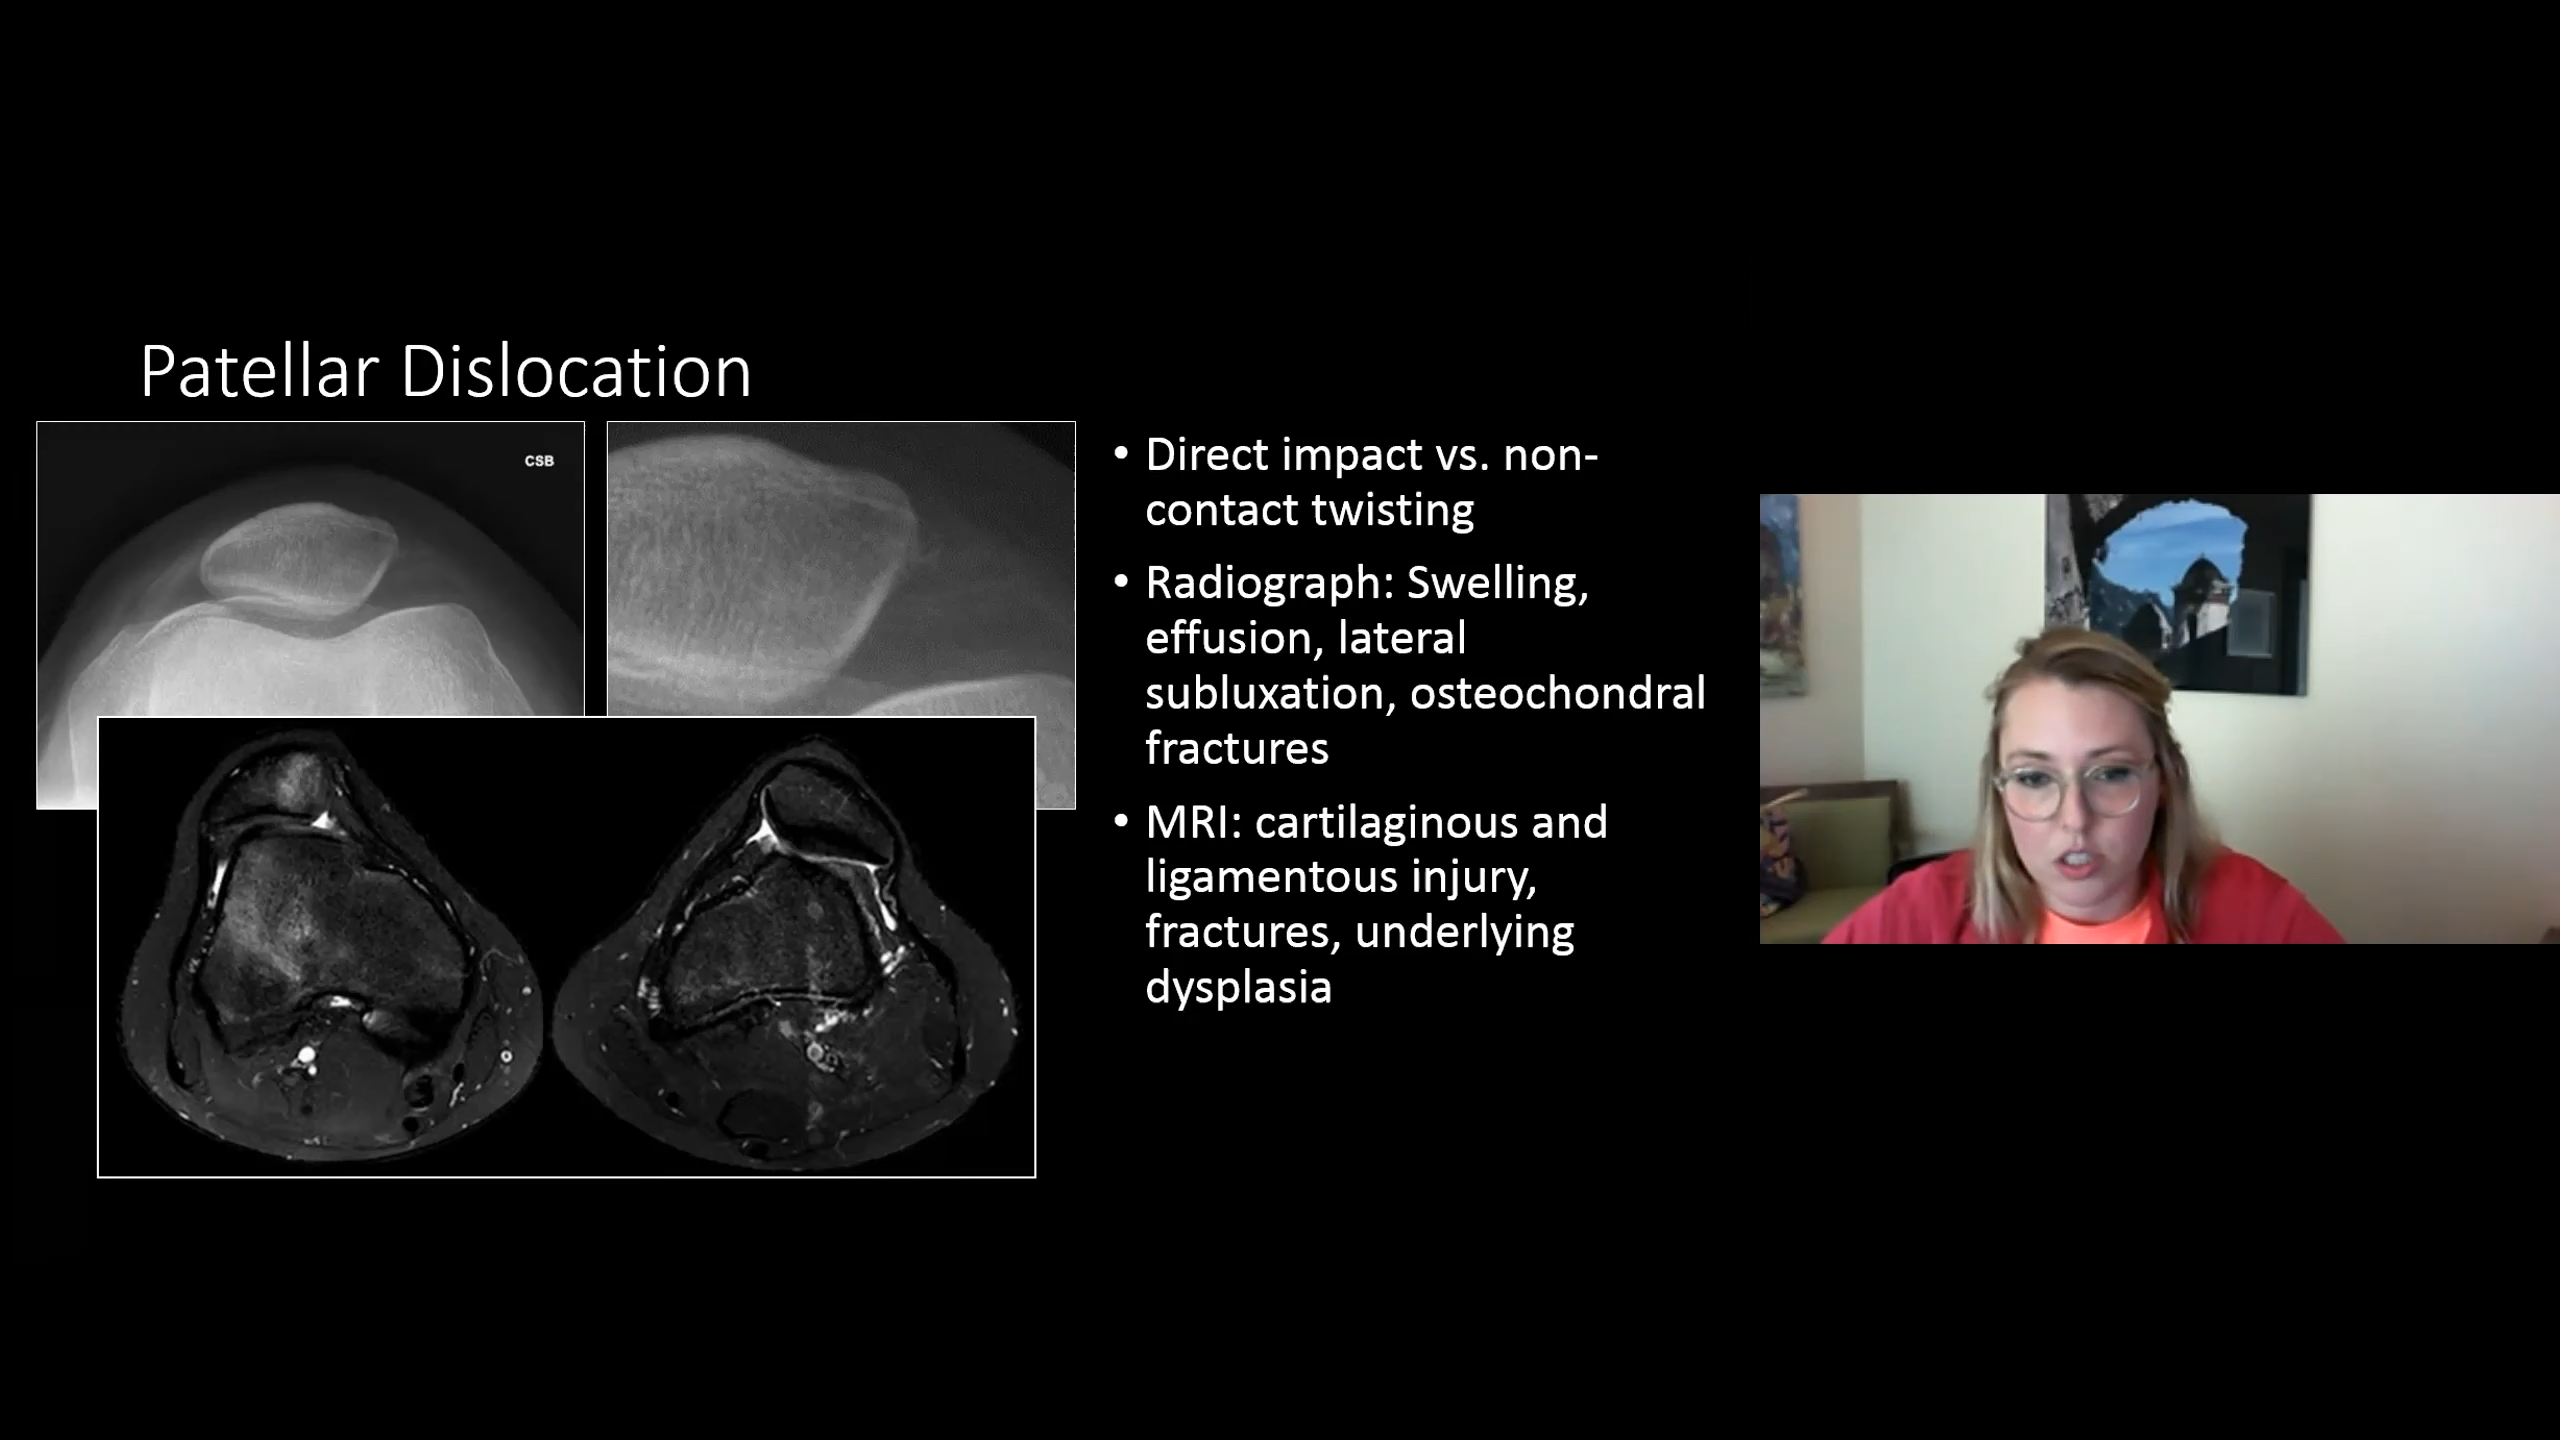 Patellar Dislocation
CSB
• Direct impact vs. non-
contact twisting
• Radiograph: Swelling,
effusion, lateral
subluxation, osteochondral
fractures
• MRI: cartilaginous and
ligamentous injury,
fractures, underlying
dysplasia